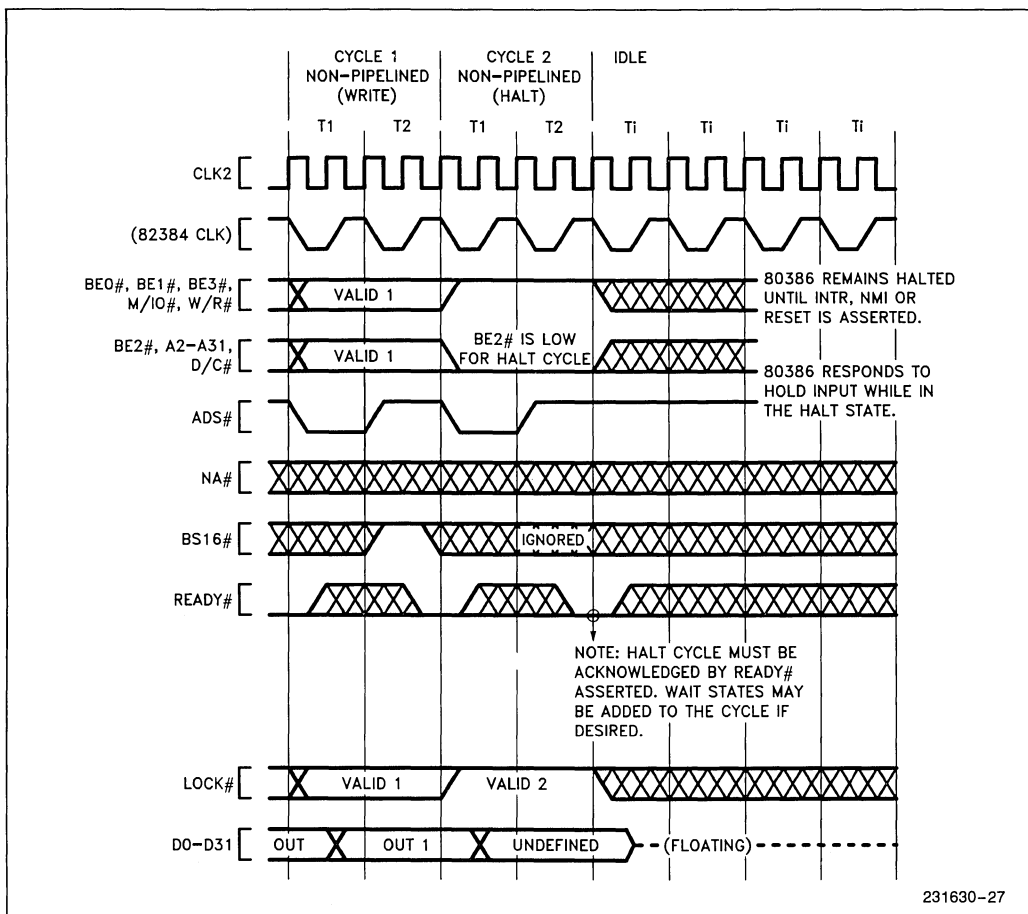 CYCLE 1
NON-PIPELINED
(WRITE)
CYCLE 2
NON-PIPELINED
(HALT)
IDLE
T1 T2 T1 T2 Ti Ti Ti Ti
CLK2
(82384 CLK)
BE0#, BE1#, BE3#,
M/IO#, W/R#
VALID 1
80386 REMAINS HALTED
UNTIL INTR, NMI OR
RESET IS ASSERTED.
BE2#, A2-A31,
D/C#
VALID 1
BE2# IS LOW
FOR HALT CYCLE
80386 RESPONDS TO
HOLD INPUT WHILE IN
THE HALT STATE.
ADS#
NA#
BS16#
IGNORED
READY#
NOTE: HALT CYCLE MUST BE
ACKNOWLEDGED BY READY#
ASSERTED. WAIT STATES MAY
BE ADDED TO THE CYCLE IF
DESIRED.
LOCK#
VALID 1
VALID 2
D0-D31
OUT
OUT 1
UNDEFINED
(FLOATING)
231630-27